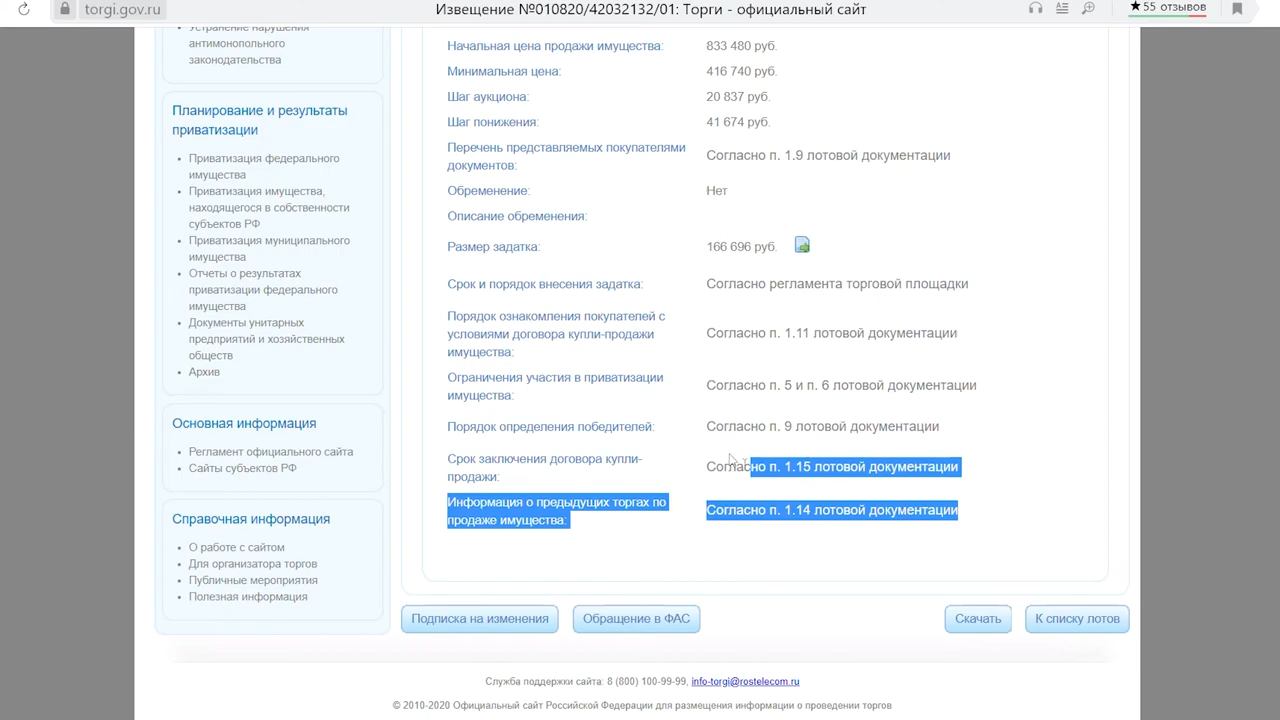 torgi.gov.ru
Извещение №010820/42032132/01: Торги - официальный сайт
★55 отзывов
Устранение нарушения
антимонопольного
законодательства
Планирование и результаты
приватизации
Приватизация федерального
имущества
Приватизация имущества,
находящегося в собственности
субъектов РФ
Приватизация муниципального
имущества
Отчеты о результатах
приватизации федерального
имущества
Документы унитарных
предприятий и хозяйственных
обществ
Архив
Основная информация
Регламент официального сайта
Сайты субъектов РФ
Справочная информация
О работе с сайтом
Для организатора торгов
Публичные мероприятия
Полезная информация
Начальная цена продажи имущества: 833 480 руб.
Минимальная цена: 416 740 руб.
Шаг аукциона: 20 837 руб.
Шаг понижения: 41 674 руб.
Перечень представляемых покупателями
документов:
Согласно п. 1.9 лотовой документации
Обременение: Нет
Описание обременения:
Размер задатка: 166 696 руб.
Срок и порядок внесения задатка: Согласно регламента торговой площадки
Порядок ознакомления покупателей с
условиями договора купли-продажи
имущества:
Согласно п. 1.11 лотовой документации
Ограничения участия в приватизации
имущества:
Согласно п. 5 и п. 6 лотовой документации
Порядок определения победителей: Согласно п. 9 лотовой документации
Срок заключения договора купли-
продажи:
Согласно п. 1.15 лотовой документации
Информация о предыдущих торгах по
продаже имущества:
Согласно п. 1.14 лотовой документации
Подписка на изменения
Обращение в ФАС
Скачать
К списку лотов
Служба поддержки сайта: 8 (800) 100-99-99, info-torgi@rostelecom.ru
© 2010-2020 Официальный сайт Российской Федерации для размещения информации о проведении торгов